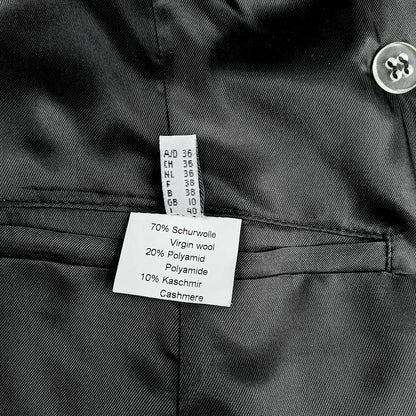 A/D 36
CH 36
NL 36
F 38
B 38
GB 10
I 40
70% Schurwolle
Virgin wool
20% Polyamid
Polyamide
10% Kaschmir
Cashmere